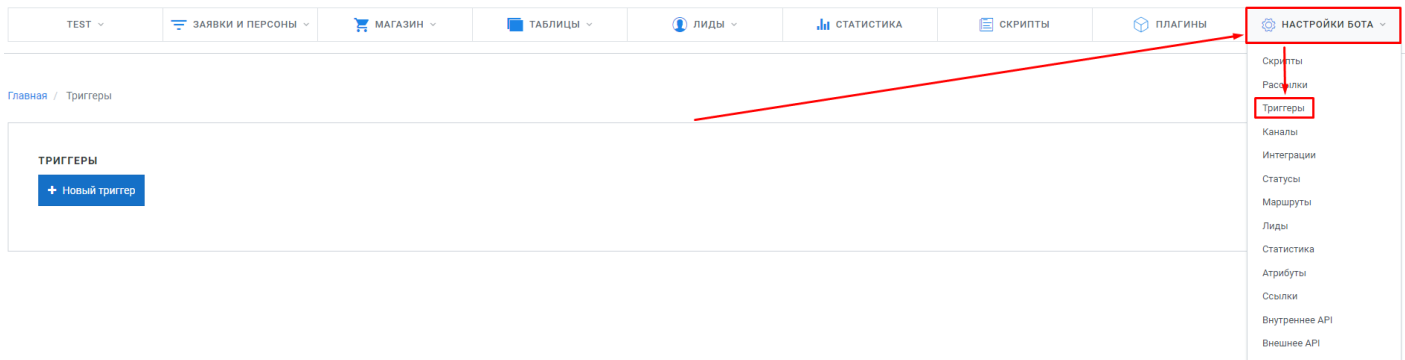 TEST
ЗАЯВКИ И ПЕРСОНЫ
МАГАЗИН
ТАБЛИЦЫ
ЛИДЫ
СТАТИСТИКА
СКРИПТЫ
ПЛАГИНЫ
НАСТРОЙКИ БОТА
Главная / Триггеры
ТРИГГЕРЫ
+ Новый триггер
Скрипты
Рассылки
Триггеры
Каналы
Интеграции
Статусы
Маршруты
Лиды
Статистика
Атрибуты
Ссылки
Внутреннее API
Внешнее API